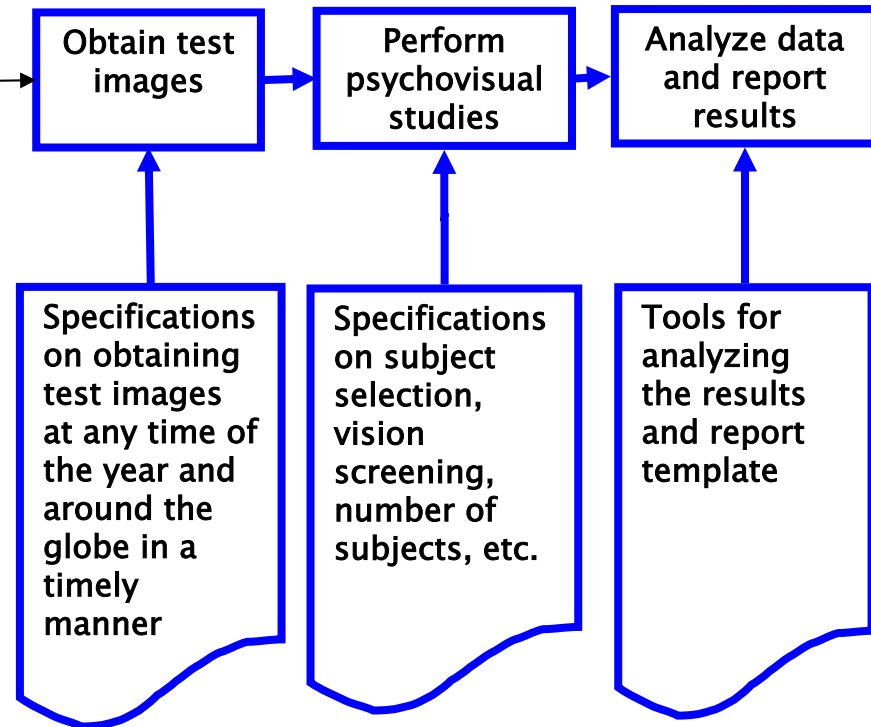 Obtain test
images
Perform
psychovisual
studies
Analyze data
and report
results
Specifications
on obtaining
test images
at any time of
the year and
around the
globe in a
timely
manner
Specifications
on subject
selection,
vision
screening,
number of
subjects, etc.
Tools for
analyzing
the results
and report
template